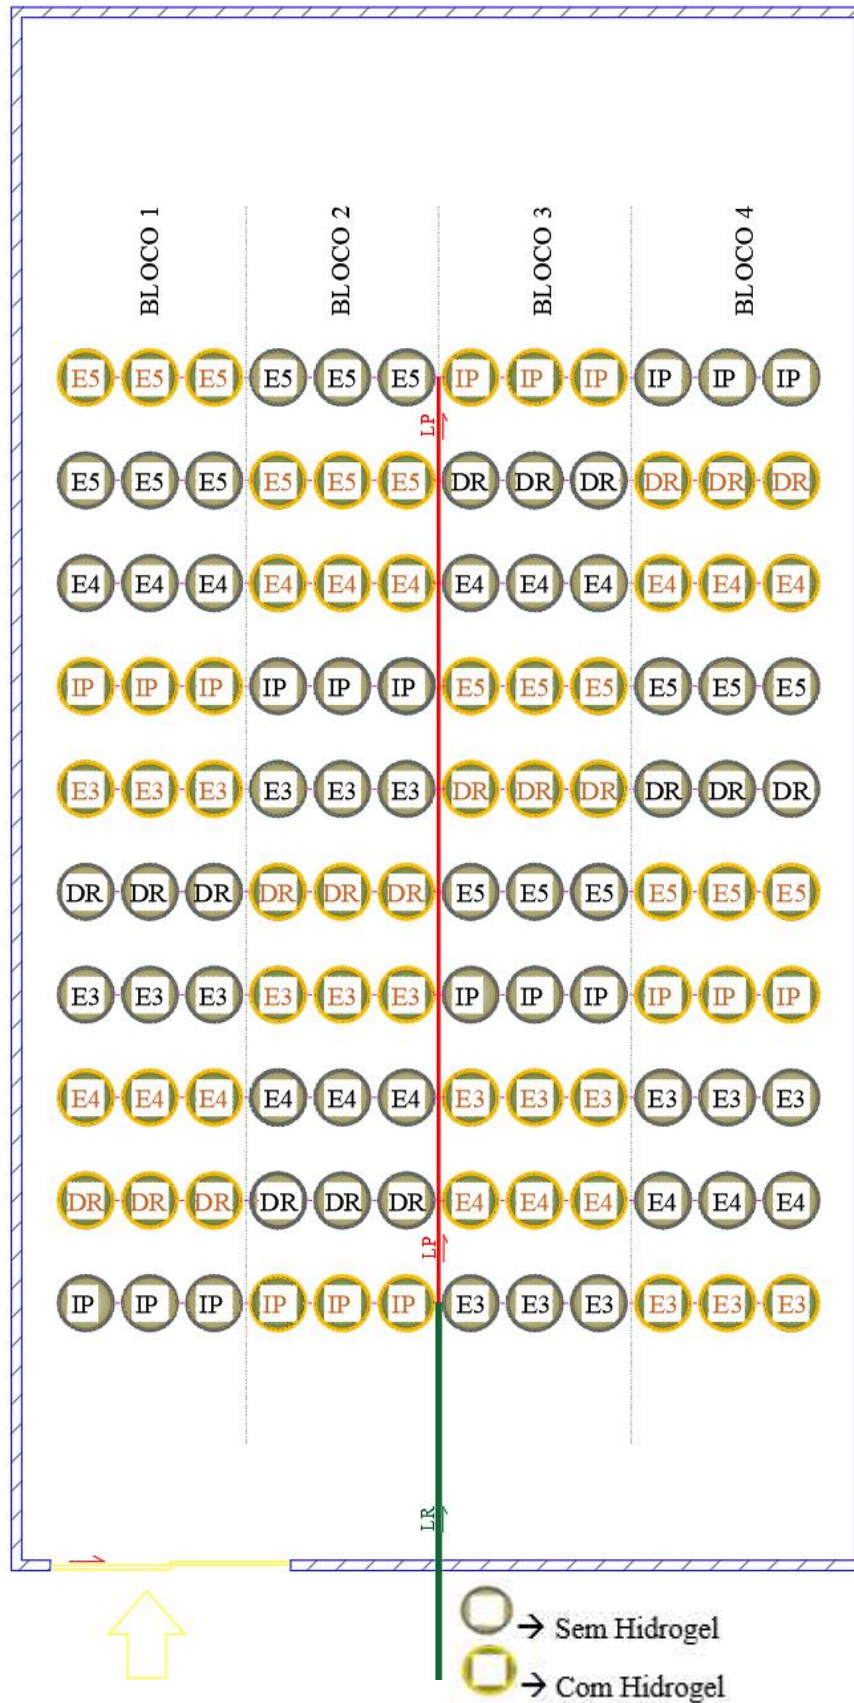 BLOCO 1 BLOCO 2 BLOCO 3 BLOCO 4
E5 E5 E5 E5 E5 E5 IP IP IP IP IP IP
LP
E5 E5 E5 E5 E5 E5 DR DR DR DR DR DR
E4 E4 E4 E4 E4 E4 E4 E4 E4 E4 E4 E4
IP IP IP IP IP IP E5 E5 E5 E5 E5 E5
E3 E3 E3 E3 E3 E3 DR DR DR DR DR DR
DR DR DR DR DR DR E5 E5 E5 E5 E5 E5
E3 E3 E3 E3 E3 E3 IP IP IP IP IP IP
E4 E4 E4 E4 E4 E4 E3 E3 E3 E3 E3 E3
DR DR DR DR DR DR E4 E4 E4 E4 E4 E4
LP
IP IP IP IP IP IP E3 E3 E3 E3 E3 E3
LR
→ Sem Hidrogel
→ Com Hidrogel